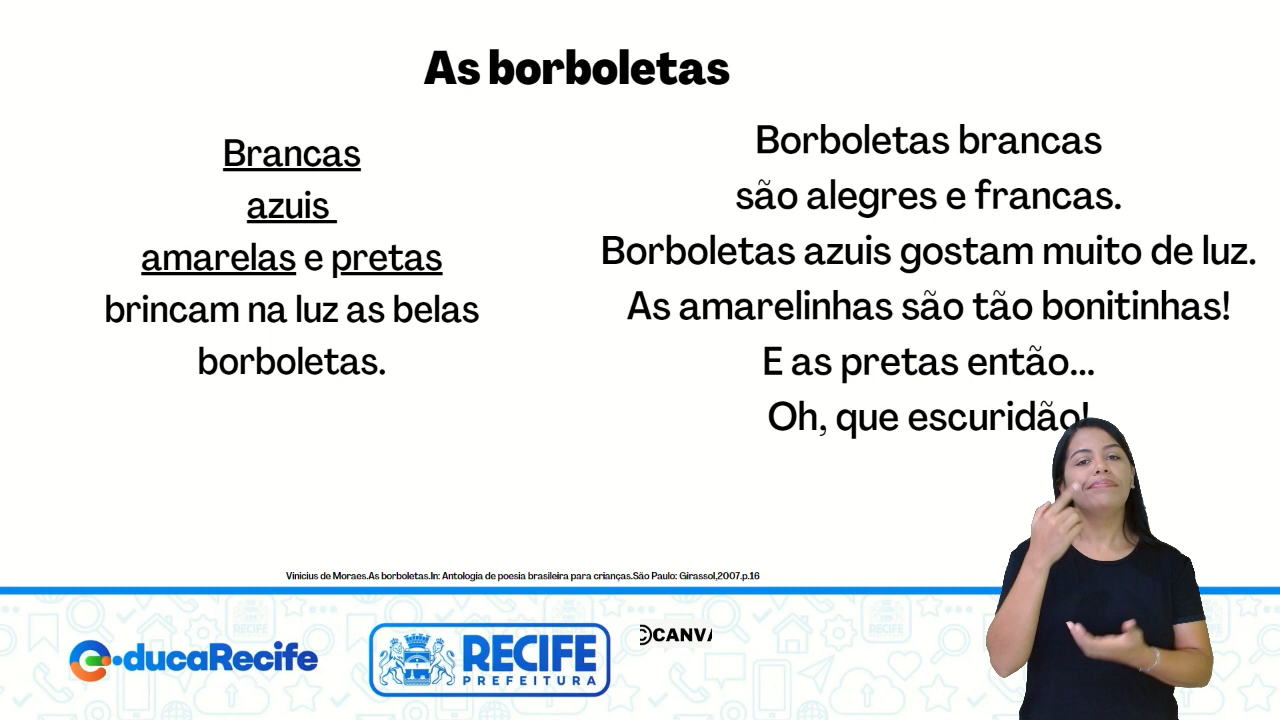 As borboletas
Brancas
azuis
amarelas e pretas
brincam na luz as belas
borboletas.
Borboletas brancas
são alegres e francas.
Borboletas azuis gostam muito de luz.
As amarelinhas são tão bonitinhas!
E as pretas então...
Oh, que escuridão!
Vinicius de Moraes.As borboletas.In: Antologia de poesia brasileira para crianças.São Paulo: Girassol,2007.p.16
e·ducaRecife
RECIFE
PREFEITURA
©CANVA